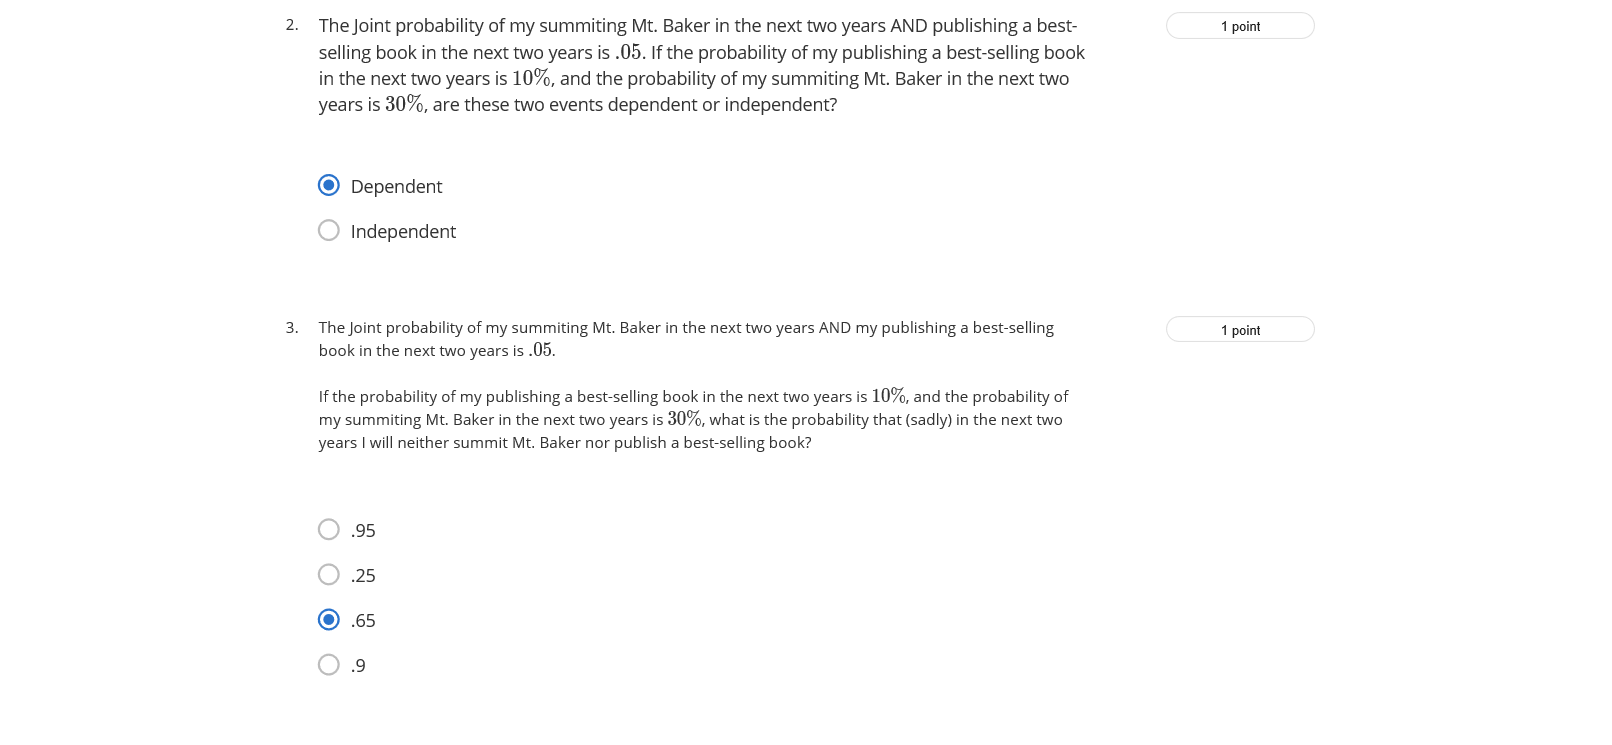 2. The Joint probability of my summiting Mt. Baker in the next two years AND publishing a best-
1 point
selling book in the next two years is .05. If the probability of my publishing a best-selling book
in the next two years is 10%, and the probability of my summiting Mt. Baker in the next two
years is 30%, are these two events dependent or independent?
Dependent
Independent
3. The Joint probability of my summiting Mt. Baker in the next two years AND my publishing a best-selling
1 point
book in the next two years is .05.
If the probability of my publishing a best-selling book in the next two years is 10%, and the probability of
my summiting Mt. Baker in the next two years is 30%, what is the probability that (sadly) in the next two
years I will neither summit Mt. Baker nor publish a best-selling book?
.95
.25
.65
.9